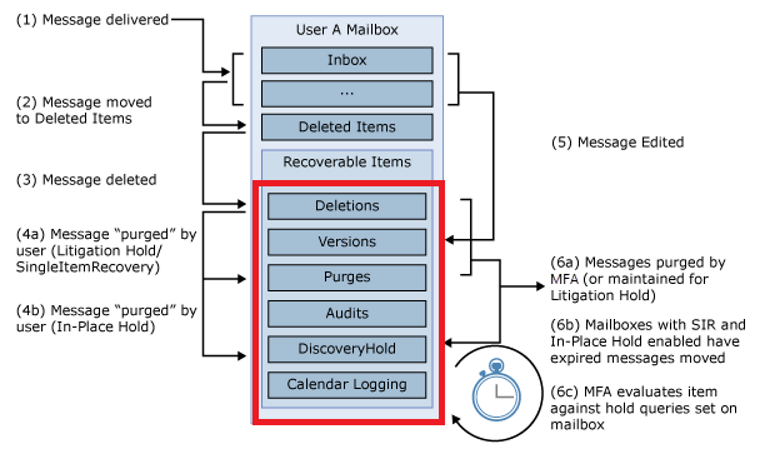 (1) Message delivered
(2) Message moved
to Deleted Items
(3) Message deleted
(4a) Message “purged” by
user (Litigation Hold/
SingleItemRecovery)
(4b) Message “purged” by
user (In-Place Hold)
User A Mailbox
Inbox
...
Deleted Items
Recoverable Items
Deletions
Versions
Purges
Audits
DiscoveryHold
Calendar Logging
(5) Message Edited
(6a) Messages purged by
MFA (or maintained for
Litigation Hold)
(6b) Mailboxes with SIR and
In-Place Hold enabled have
expired messages moved
(6c) MFA evaluates item
against hold queries set on
mailbox